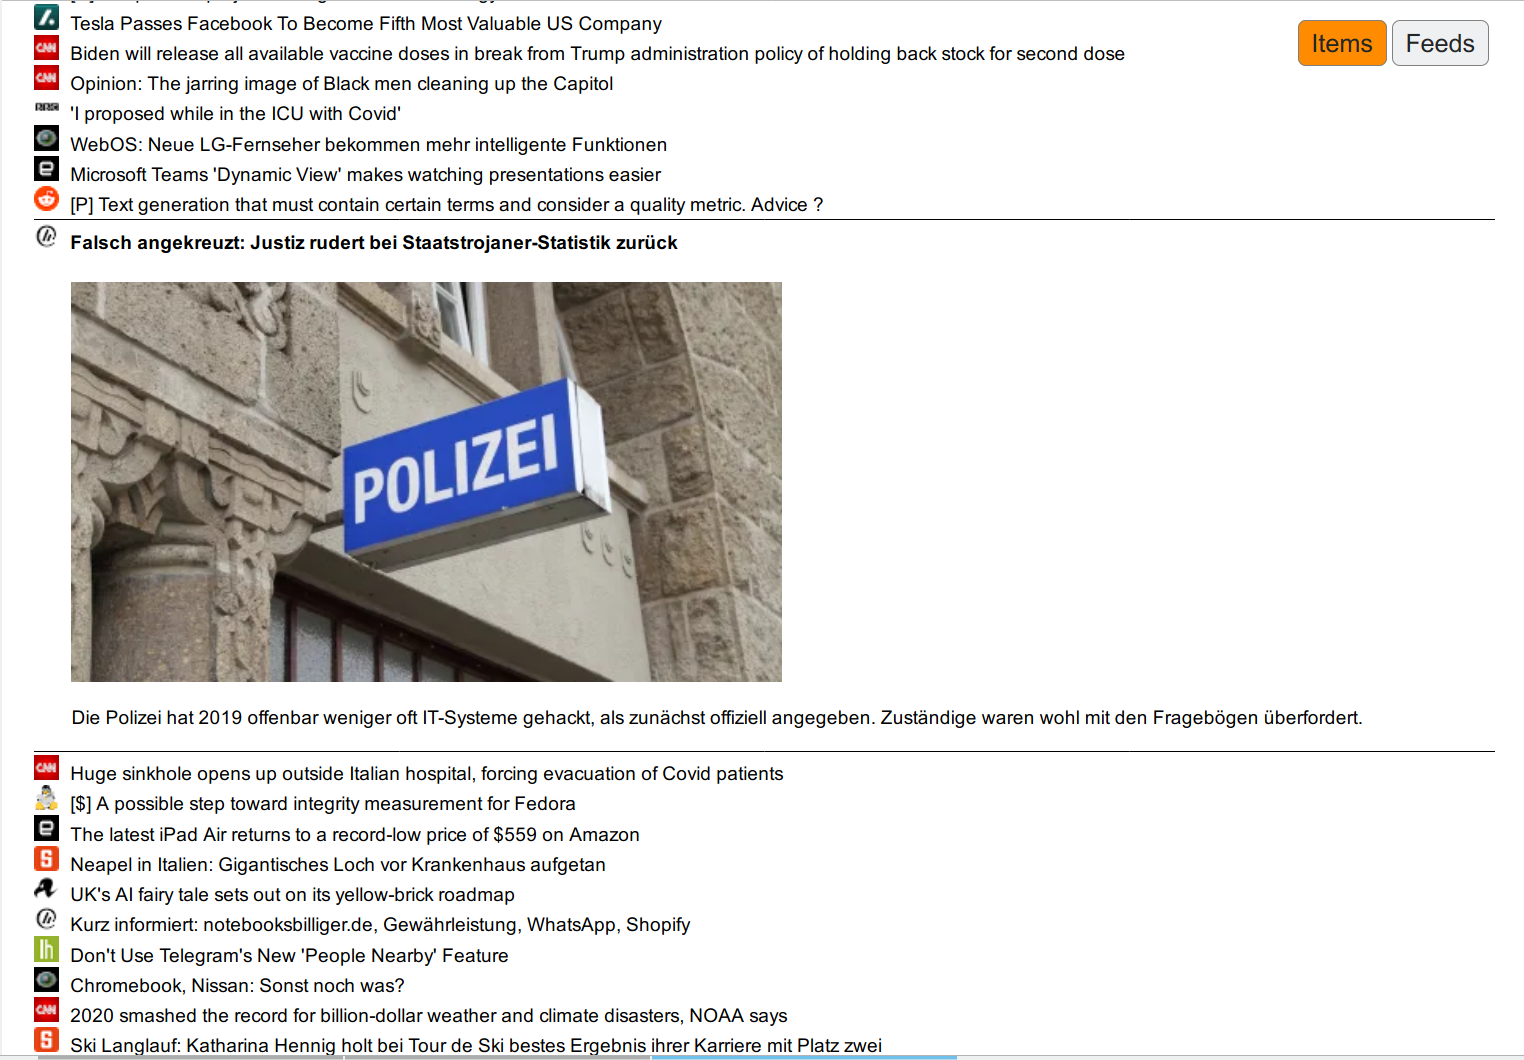 Tesla Passes Facebook To Become Fifth Most Valuable US Company
Items Feeds
CNN Biden will release all available vaccine doses in break from Trump administration policy of holding back stock for second dose
CNN Opinion: The jarring image of Black men cleaning up the Capitol
BBC 'I proposed while in the ICU with Covid'
WebOS: Neue LG-Fernseher bekommen mehr intelligente Funktionen
e Microsoft Teams 'Dynamic View' makes watching presentations easier
[P] Text generation that must contain certain terms and consider a quality metric. Advice ?
Falsch angekreuzt: Justiz rudert bei Staatstrojaner-Statistik zurück
POLIZEI
Die Polizei hat 2019 offenbar weniger oft IT-Systeme gehackt, als zunächst offiziell angegeben. Zuständige waren wohl mit den Fragebögen überfordert.
CNN Huge sinkhole opens up outside Italian hospital, forcing evacuation of Covid patients
[$] A possible step toward integrity measurement for Fedora
e The latest iPad Air returns to a record-low price of $559 on Amazon
S Neapel in Italien: Gigantisches Loch vor Krankenhaus aufgetan
UK's AI fairy tale sets out on its yellow-brick roadmap
Kurz informiert: notebooksbilliger.de, Gewährleistung, WhatsApp, Shopify
lh Don't Use Telegram's New 'People Nearby' Feature
Chromebook, Nissan: Sonst noch was?
CNN 2020 smashed the record for billion-dollar weather and climate disasters, NOAA says
S Ski Langlauf: Katharina Hennig holt bei Tour de Ski bestes Ergebnis ihrer Karriere mit Platz zwei